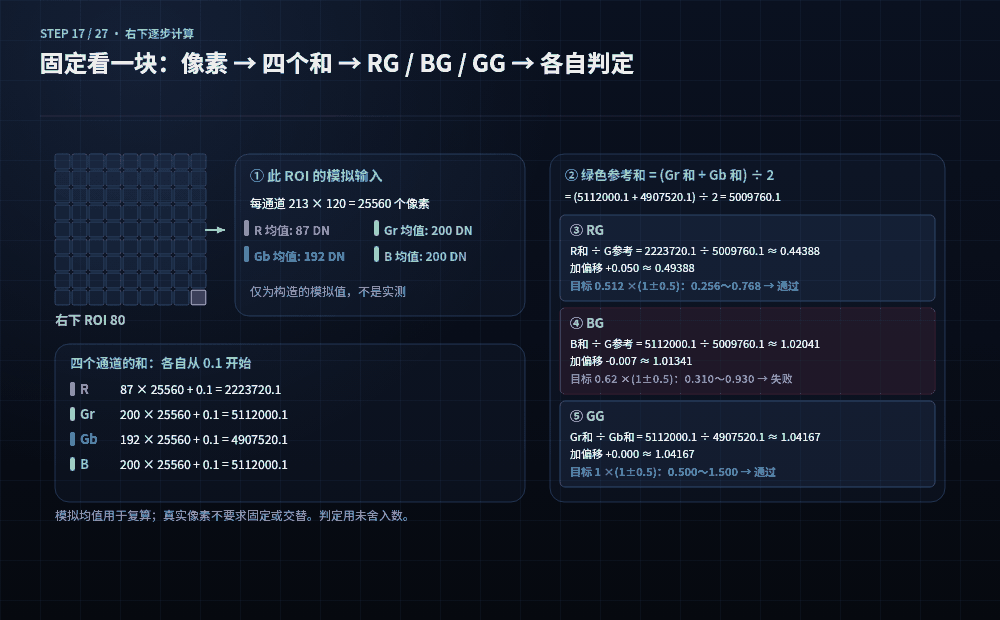 STEP 17 / 27 · 右下逐步计算
固定看一块：像素 → 四个和 → RG / BG / GG → 各自判定
① 此 ROI 的模拟输入
每通道 213 × 120 = 25560 个像素
R 均值: 87 DN
Gr 均值: 200 DN
Gb 均值: 192 DN
B 均值: 200 DN
仅为构造的模拟值，不是实测
右下 ROI 80
四个通道的和：各自从 0.1 开始
R 87 × 25560 + 0.1 = 2223720.1
Gr 200 × 25560 + 0.1 = 5112000.1
Gb 192 × 25560 + 0.1 = 4907520.1
B 200 × 25560 + 0.1 = 5112000.1
模拟均值用于复算；真实像素不要求固定或交替。判定用未舍入数。
② 绿色参考和 = (Gr 和 + Gb 和) ÷ 2
= (5112000.1 + 4907520.1) ÷ 2 = 5009760.1
③ RG
R和 ÷ G参考 = 2223720.1 ÷ 5009760.1 ≈ 0.44388
加偏移 +0.050 ≈ 0.49388
目标 0.512 ×(1±0.5)：0.256～0.768 → 通过
④ BG
B和 ÷ G参考 = 5112000.1 ÷ 5009760.1 ≈ 1.02041
加偏移 -0.007 ≈ 1.01341
目标 0.62 ×(1±0.5)：0.310～0.930 → 失败
⑤ GG
Gr和 ÷ Gb和 = 5112000.1 ÷ 4907520.1 ≈ 1.04167
加偏移 +0.000 ≈ 1.04167
目标 1 ×(1±0.5)：0.500～1.500 → 通过